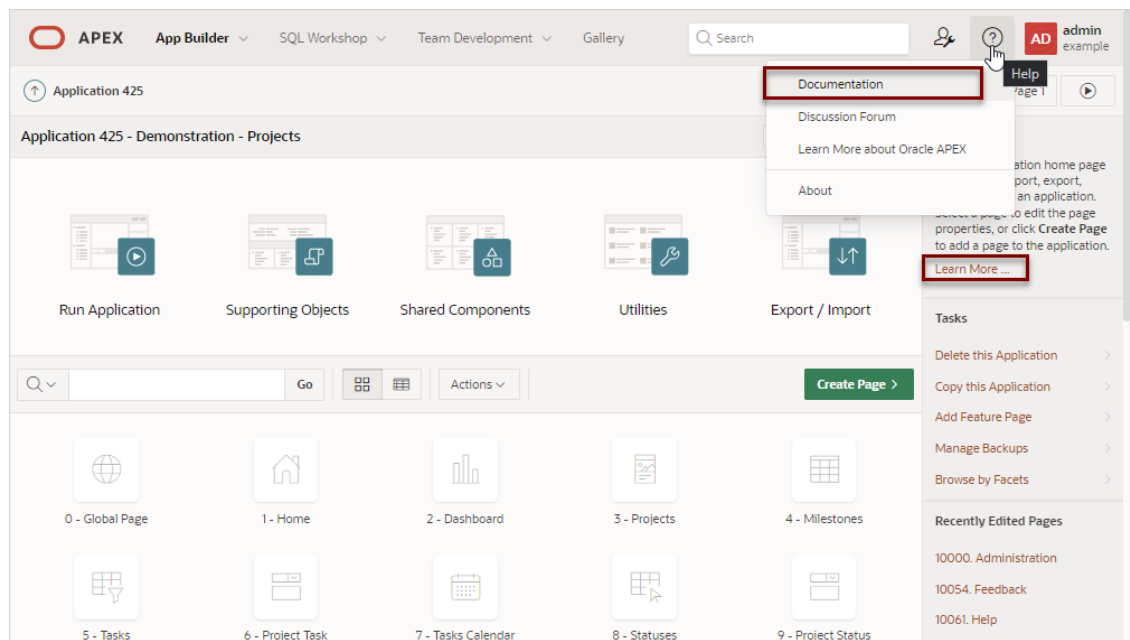 APEX App Builder SQL Workshop Team Development Gallery Search AD admin
example
Help
Application 425
Page 1
Documentation
Discussion Forum
Learn More about Oracle APEX
About
Application 425 - Demonstration - Projects
ation home page
port, export,
an application.
to edit the page
properties, or click Create Page
to add a page to the application.
Learn More ...
Run Application Supporting Objects Shared Components Utilities Export / Import
Go Actions Create Page
0 - Global Page 1 - Home 2 - Dashboard 3 - Projects 4 - Milestones
5 - Tasks 6 - Project Task 7 - Tasks Calendar 8 - Statuses 9 - Project Status
Tasks
Delete this Application
Copy this Application
Add Feature Page
Manage Backups
Browse by Facets
Recently Edited Pages
10000. Administration
10054. Feedback
10061. Help